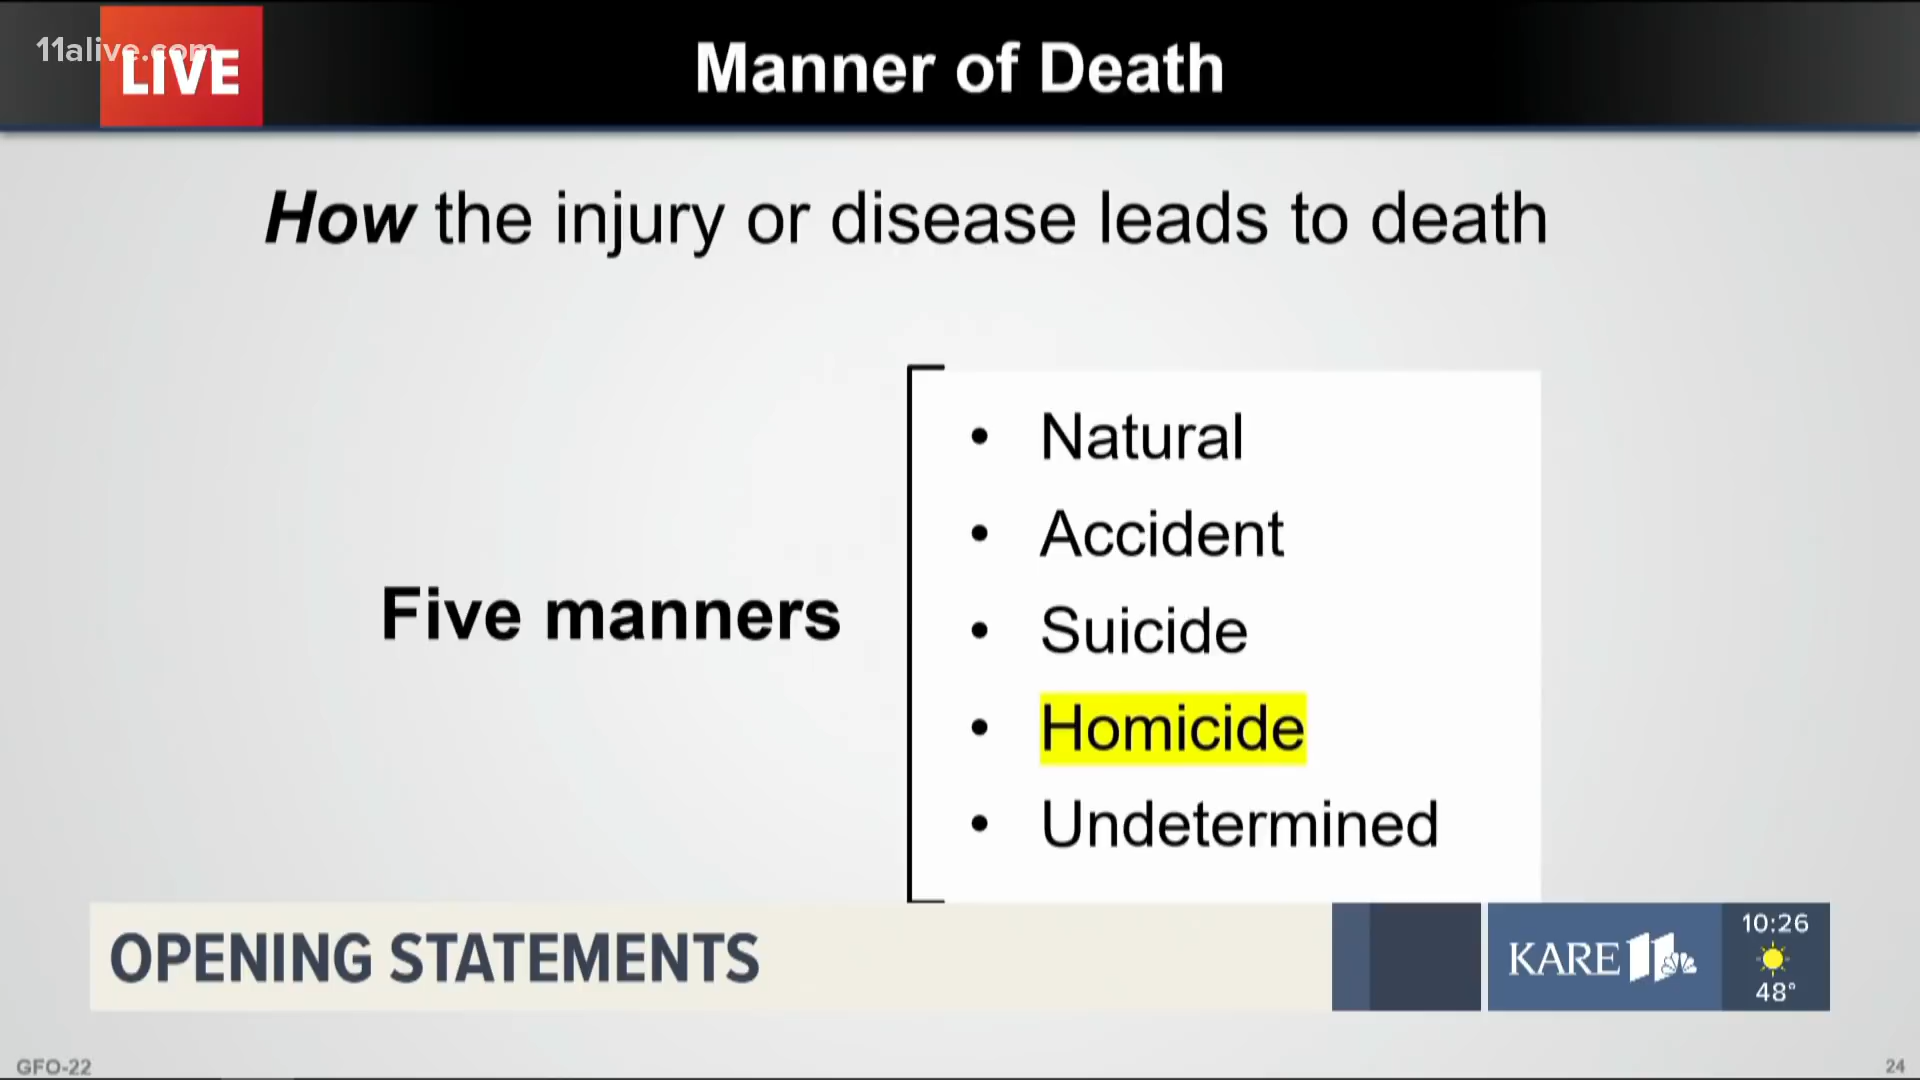 11alive.com
LIVE
Manner of Death
How the injury or disease leads to death
Five manners
• Natural
• Accident
• Suicide
• Homicide
• Undetermined
OPENING STATEMENTS
KARE 11
10:26
48°
GFO-22
24